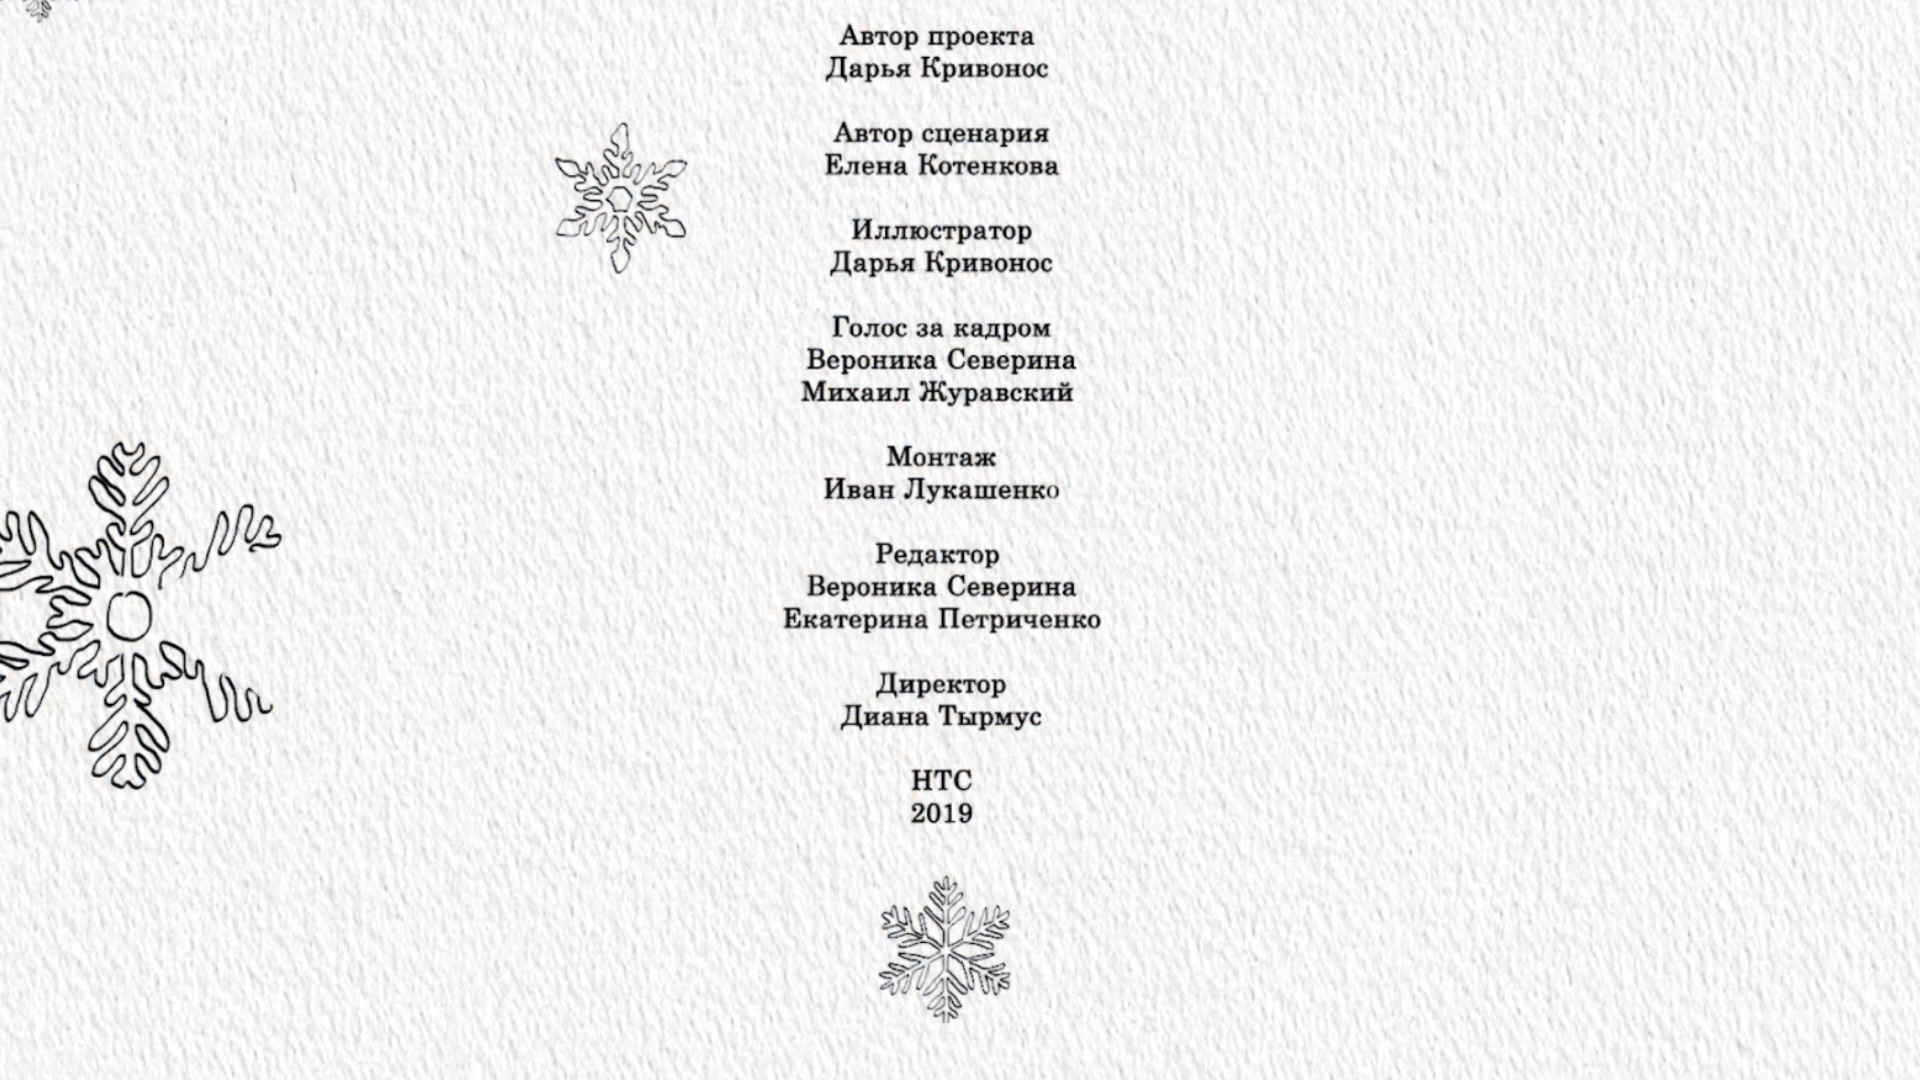 Автор проекта
Дарья Кривонос
Автор сценария
Елена Котенкова
Иллюстратор
Дарья Кривонос
Голос за кадром
Вероника Северина
Михаил Журавский
Монтаж
Иван Лукашенко
Редактор
Вероника Северина
Екатерина Петриченко
Директор
Диана Тырмус
НТС
2019